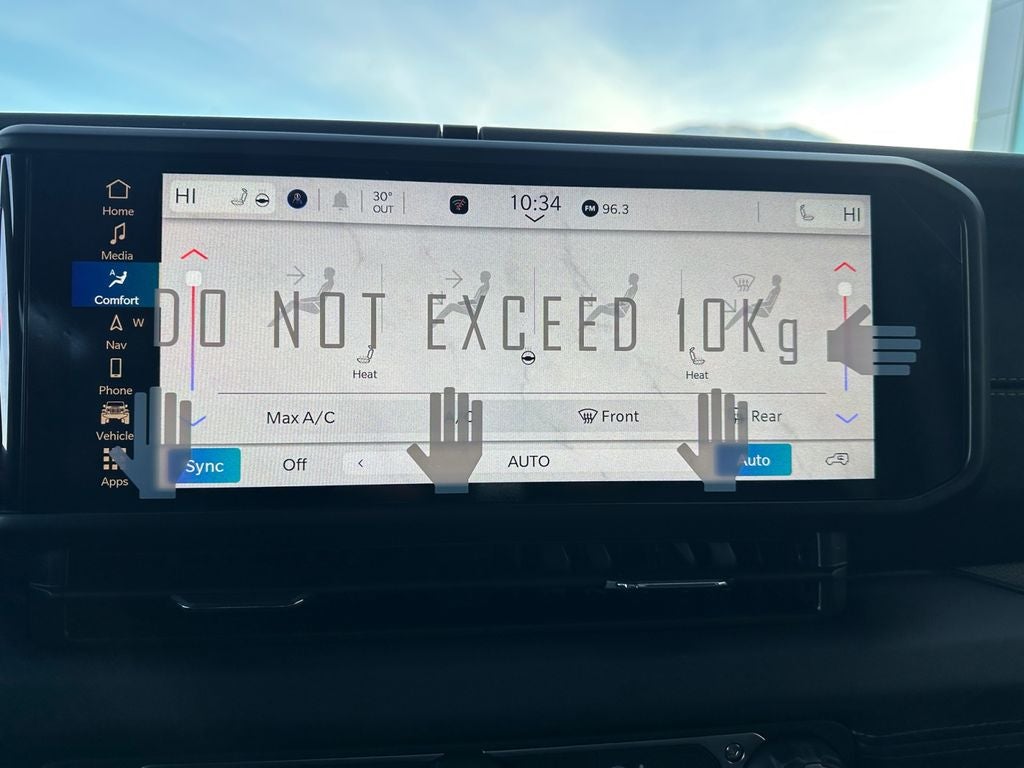 HI 30° OUT 10:34 FM 96.3 HI
Home
Media
A
Comfort
W
Nav
Phone
Vehicle
Apps
DO NOT EXCEED 10Kg
Heat Heat
Max A/C Front Rear
Sync Off < AUTO Auto